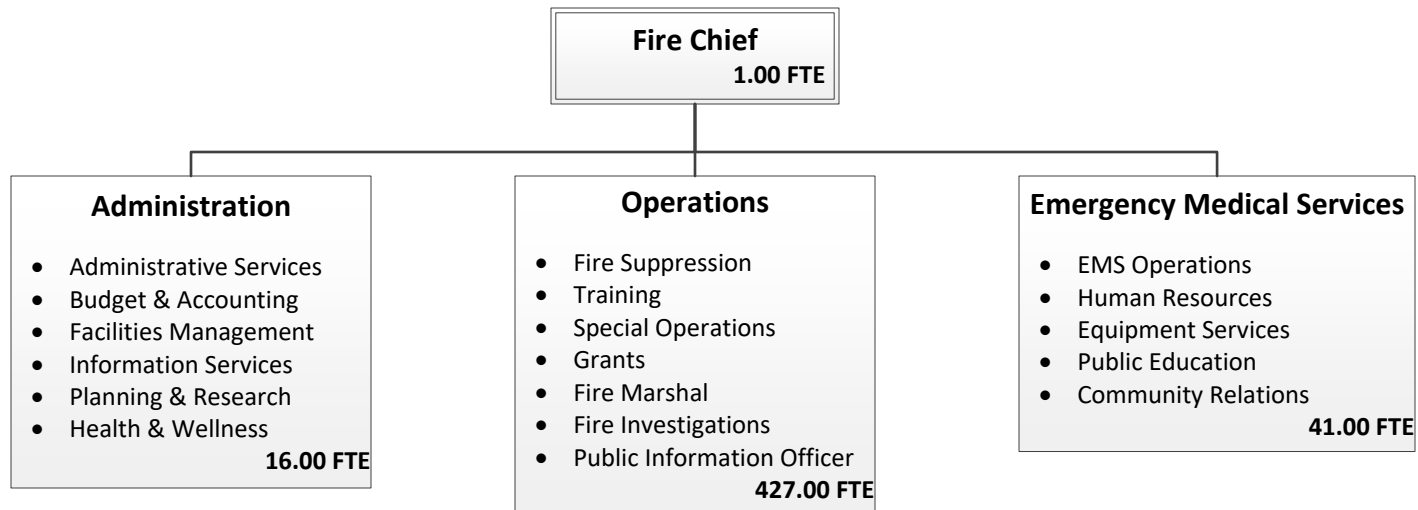 Fire Chief
1.00 FTE
Administration
• Administrative Services
• Budget & Accounting
• Facilities Management
• Information Services
• Planning & Research
• Health & Wellness
16.00 FTE
Operations
• Fire Suppression
• Training
• Special Operations
• Grants
• Fire Marshal
• Fire Investigations
• Public Information Officer
427.00 FTE
Emergency Medical Services
• EMS Operations
• Human Resources
• Equipment Services
• Public Education
• Community Relations
41.00 FTE